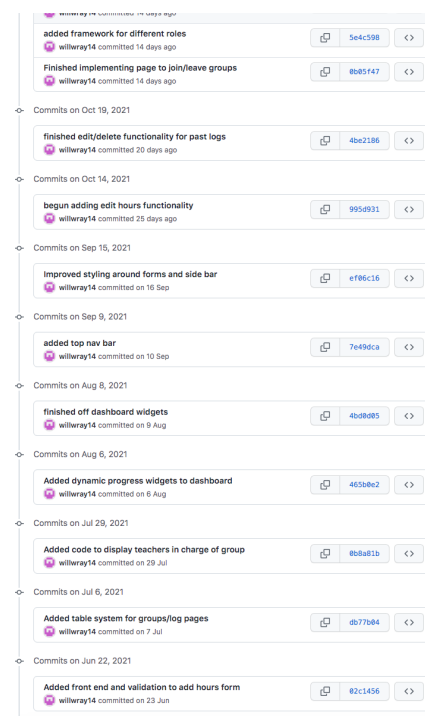 willwray14 committed 14 days ago
added framework for different roles
willwray14 committed 14 days ago
5e4c598
Finished implementing page to join/leave groups
willwray14 committed 14 days ago
0b05f47
Commits on Oct 19, 2021
finished edit/delete functionality for past logs
willwray14 committed 20 days ago
4be2186
Commits on Oct 14, 2021
begun adding edit hours functionality
willwray14 committed 25 days ago
995d931
Commits on Sep 15, 2021
Improved styling around forms and side bar
willwray14 committed on 16 Sep
ef06c16
Commits on Sep 9, 2021
added top nav bar
willwray14 committed on 10 Sep
7e49dca
Commits on Aug 8, 2021
finished off dashboard widgets
willwray14 committed on 9 Aug
4bd0d05
Commits on Aug 6, 2021
Added dynamic progress widgets to dashboard
willwray14 committed on 6 Aug
465b0e2
Commits on Jul 29, 2021
Added code to display teachers in charge of group
willwray14 committed on 29 Jul
0b8a81b
Commits on Jul 6, 2021
Added table system for groups/log pages
willwray14 committed on 7 Jul
db77b04
Commits on Jun 22, 2021
Added front end and validation to add hours form
willwray14 committed on 23 Jun
02c1456